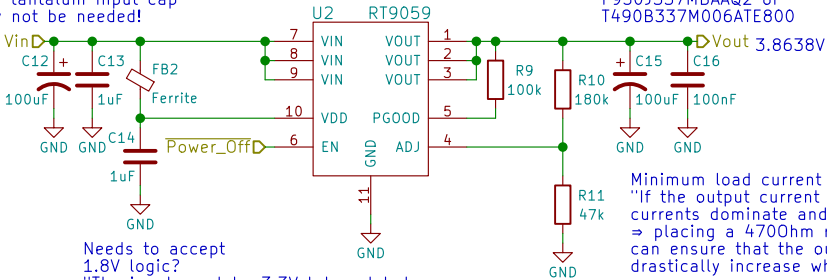 tantalum input cap
not be needed!
T490B337M006ATE800
U2 RT9059
Vin
C12
100uF
C13
1uF
FB2
Ferrite
C14
1uF
GND
GND
GND
Power_Off
7 VIN
8 VIN
9 VIN
10 VDD
6 EN
VOUT 1
VOUT 2
VOUT 3
PGOOD 5
ADJ 4
GND
11
GND
R9
100k
R10
180k
R11
47k
GND
C15
100uF
C16
100nF
GND
GND
Vout 3.8638V
Needs to accept
1.8V logic?
Minimum load current
"If the output current
currents dominate and
⇒ placing a 470Ohm
can ensure that the
drastically increase